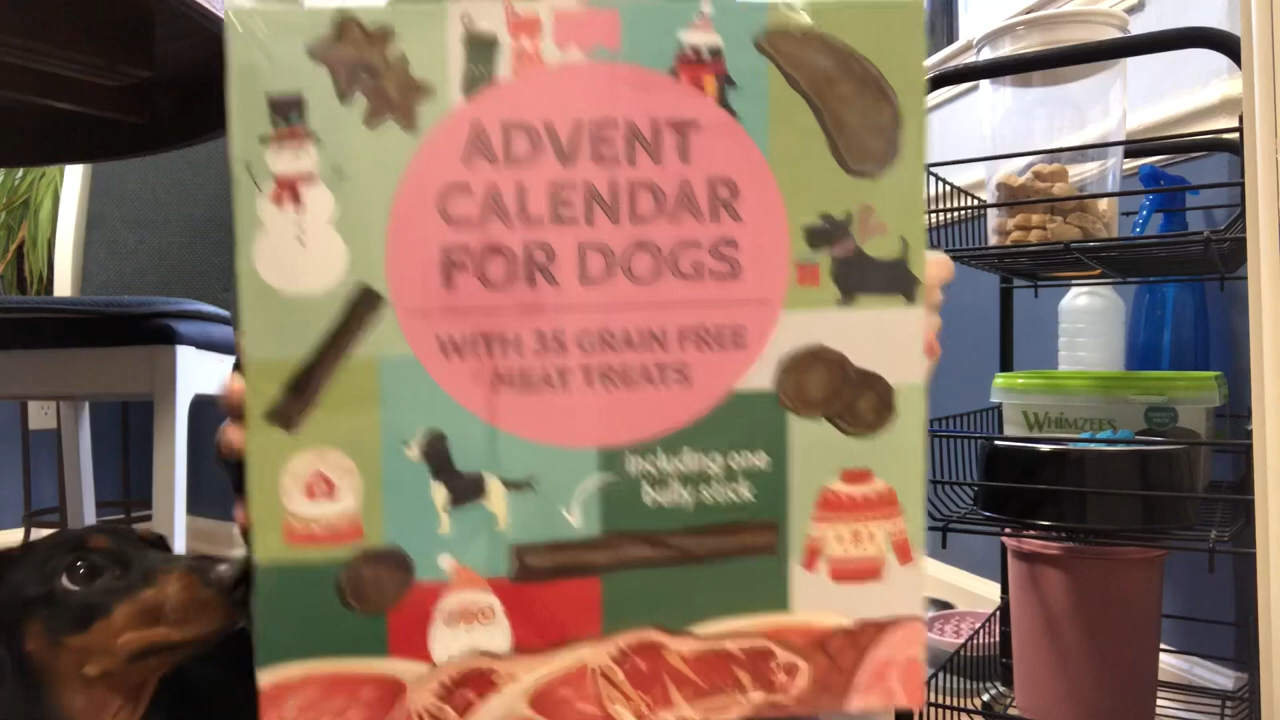 ADVENT
CALENDAR
FOR DOGS
WITH 35 GRAIN FREE
MEAT TREATS
including one
bully stick
WHIMZEES